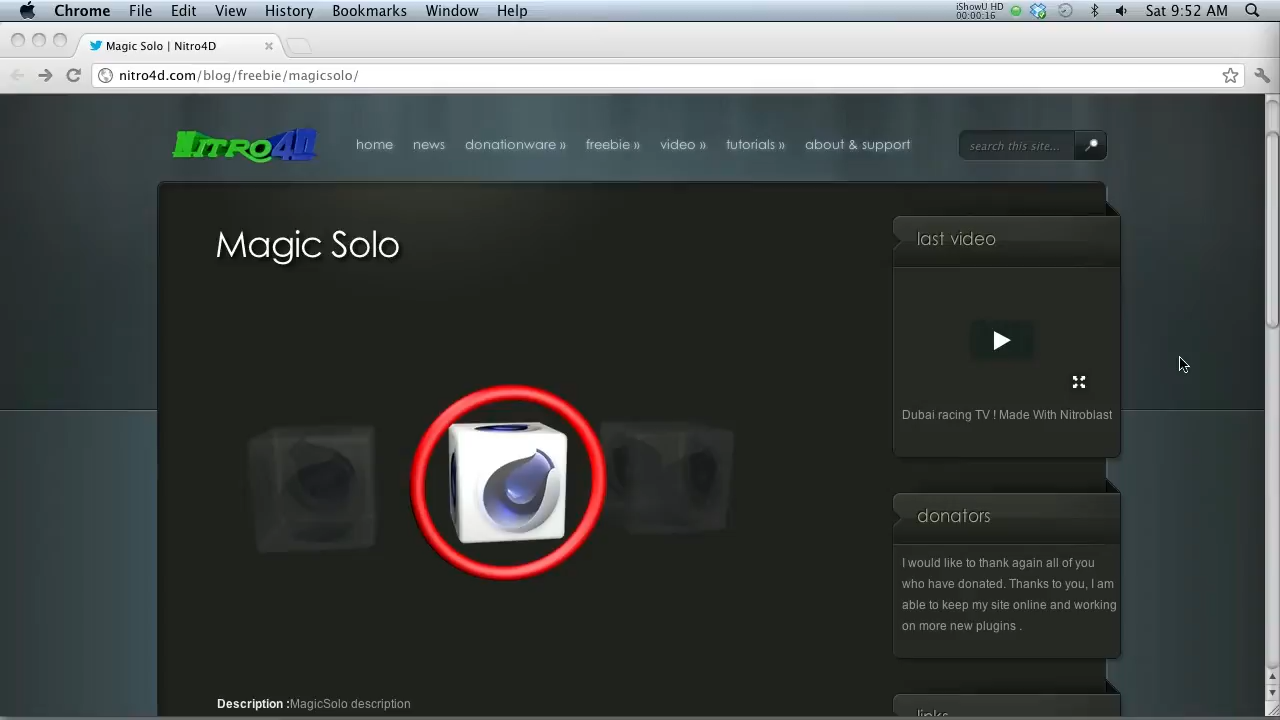 Chrome File Edit View History Bookmarks Window Help
iShowU HD
00:00:16
Sat 9:52 AM
Magic Solo | Nitro4D
nitro4d.com/blog/freebie/magicsolo/
NITRO4D
home news donationware » freebie » video » tutorials » about & support
search this site...
Magic Solo
last video
Dubai racing TV ! Made With Nitroblast
donators
I would like to thank again all of you
who have donated. Thanks to you, I am
able to keep my site online and working
on more new plugins .
Description :MagicSolo description
links